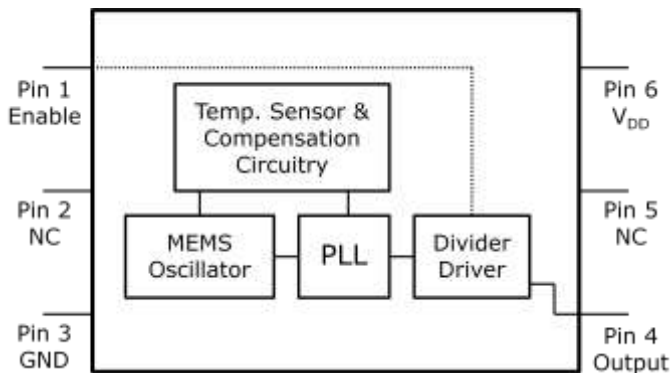 Pin 1
Enable
Pin 2
NC
Pin 3
GND
Temp. Sensor &
Compensation
Circuitry
MEMS
Oscillator
PLL
Divider
Driver
Pin 6
V_DD
Pin 5
NC
Pin 4
Output